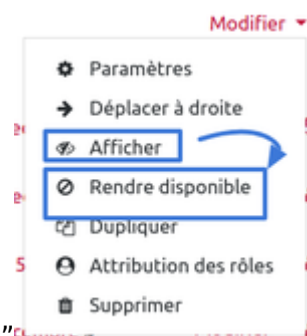 Modifier
Paramètres
Déplacer à droite
Afficher
Rendre disponible
Dupliquer
Attribution des rôles
Supprimer
"